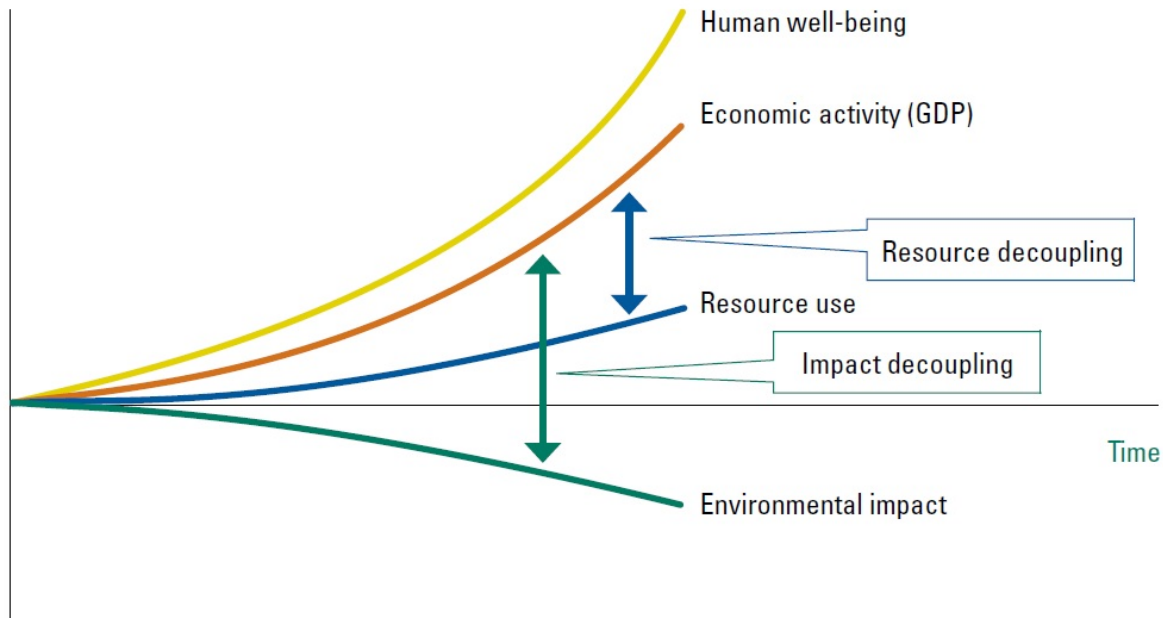 Human well-being
Economic activity (GDP)
Resource decoupling
Resource use
Impact decoupling
Time
Environmental impact